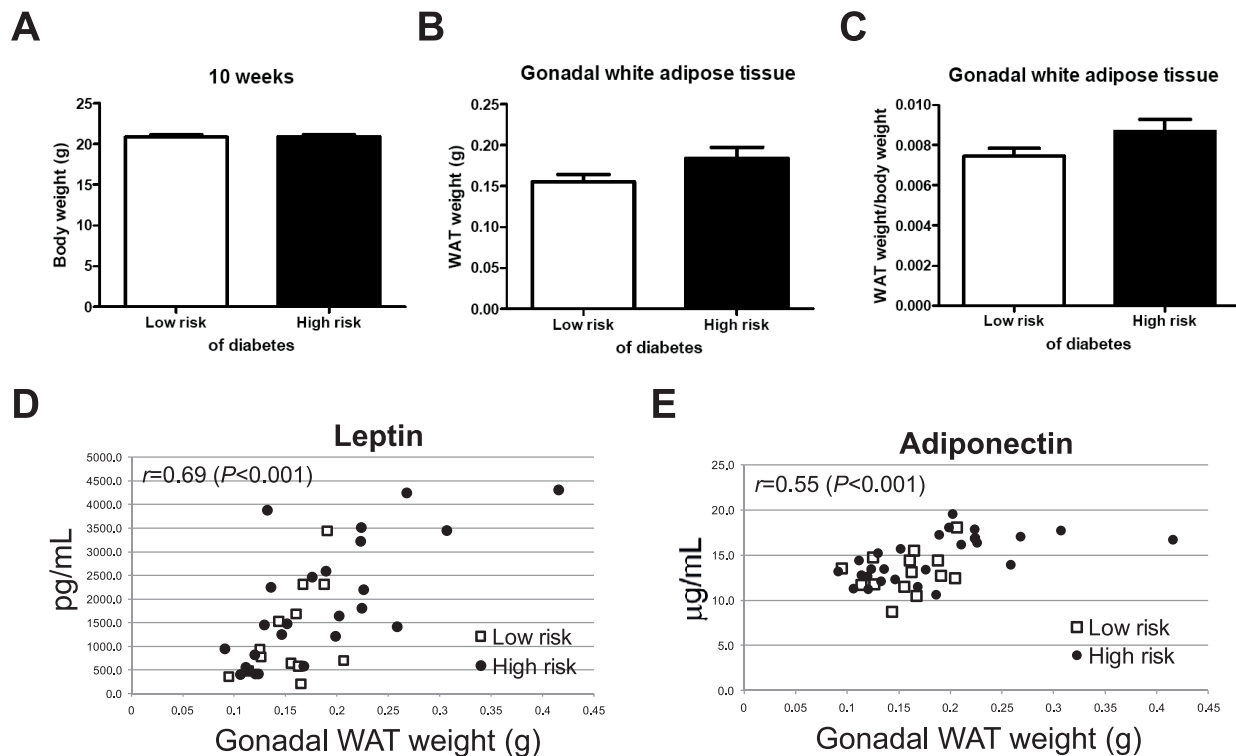 A
10 weeks
Body weight (g)
25
20
15
10
5
0
Low risk
High risk
of diabetes
B
Gonadal white adipose tissue
WAT weight (g)
0.25
0.20
0.15
0.10
0.05
0.00
Low risk
High risk
of diabetes
C
Gonadal white adipose tissue
WAT weight/body weight
0.010
0.008
0.006
0.004
0.002
0.000
Low risk
High risk
of diabetes
D
Leptin
r=0.69 (P<0.001)
pg/mL
5000.0
4500.0
4000.0
3500.0
3000.0
2500.0
2000.0
1500.0
1000.0
500.0
0.0
Low risk
High risk
0 0.05 0.1 0.15 0.2 0.25 0.3 0.35 0.4 0.45
Gonadal WAT weight (g)
E
Adiponectin
r=0.55 (P<0.001)
μg/mL
25.0
20.0
15.0
10.0
5.0
0.0
Low risk
High risk
0 0.05 0.1 0.15 0.2 0.25 0.3 0.35 0.4 0.45
Gonadal WAT weight (g)